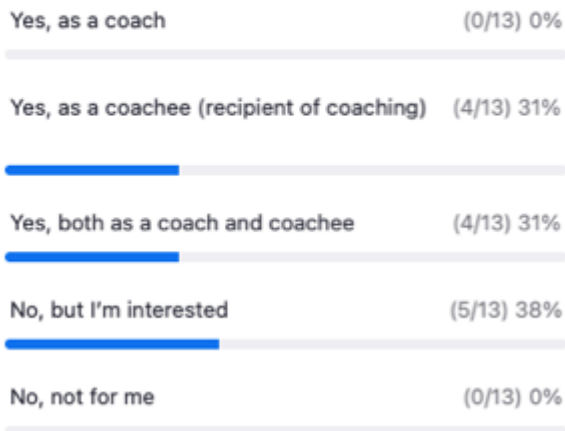 Yes, as a coach (0/13) 0%
Yes, as a coachee (recipient of coaching) (4/13) 31%
Yes, both as a coach and coachee (4/13) 31%
No, but I'm interested (5/13) 38%
No, not for me (0/13) 0%